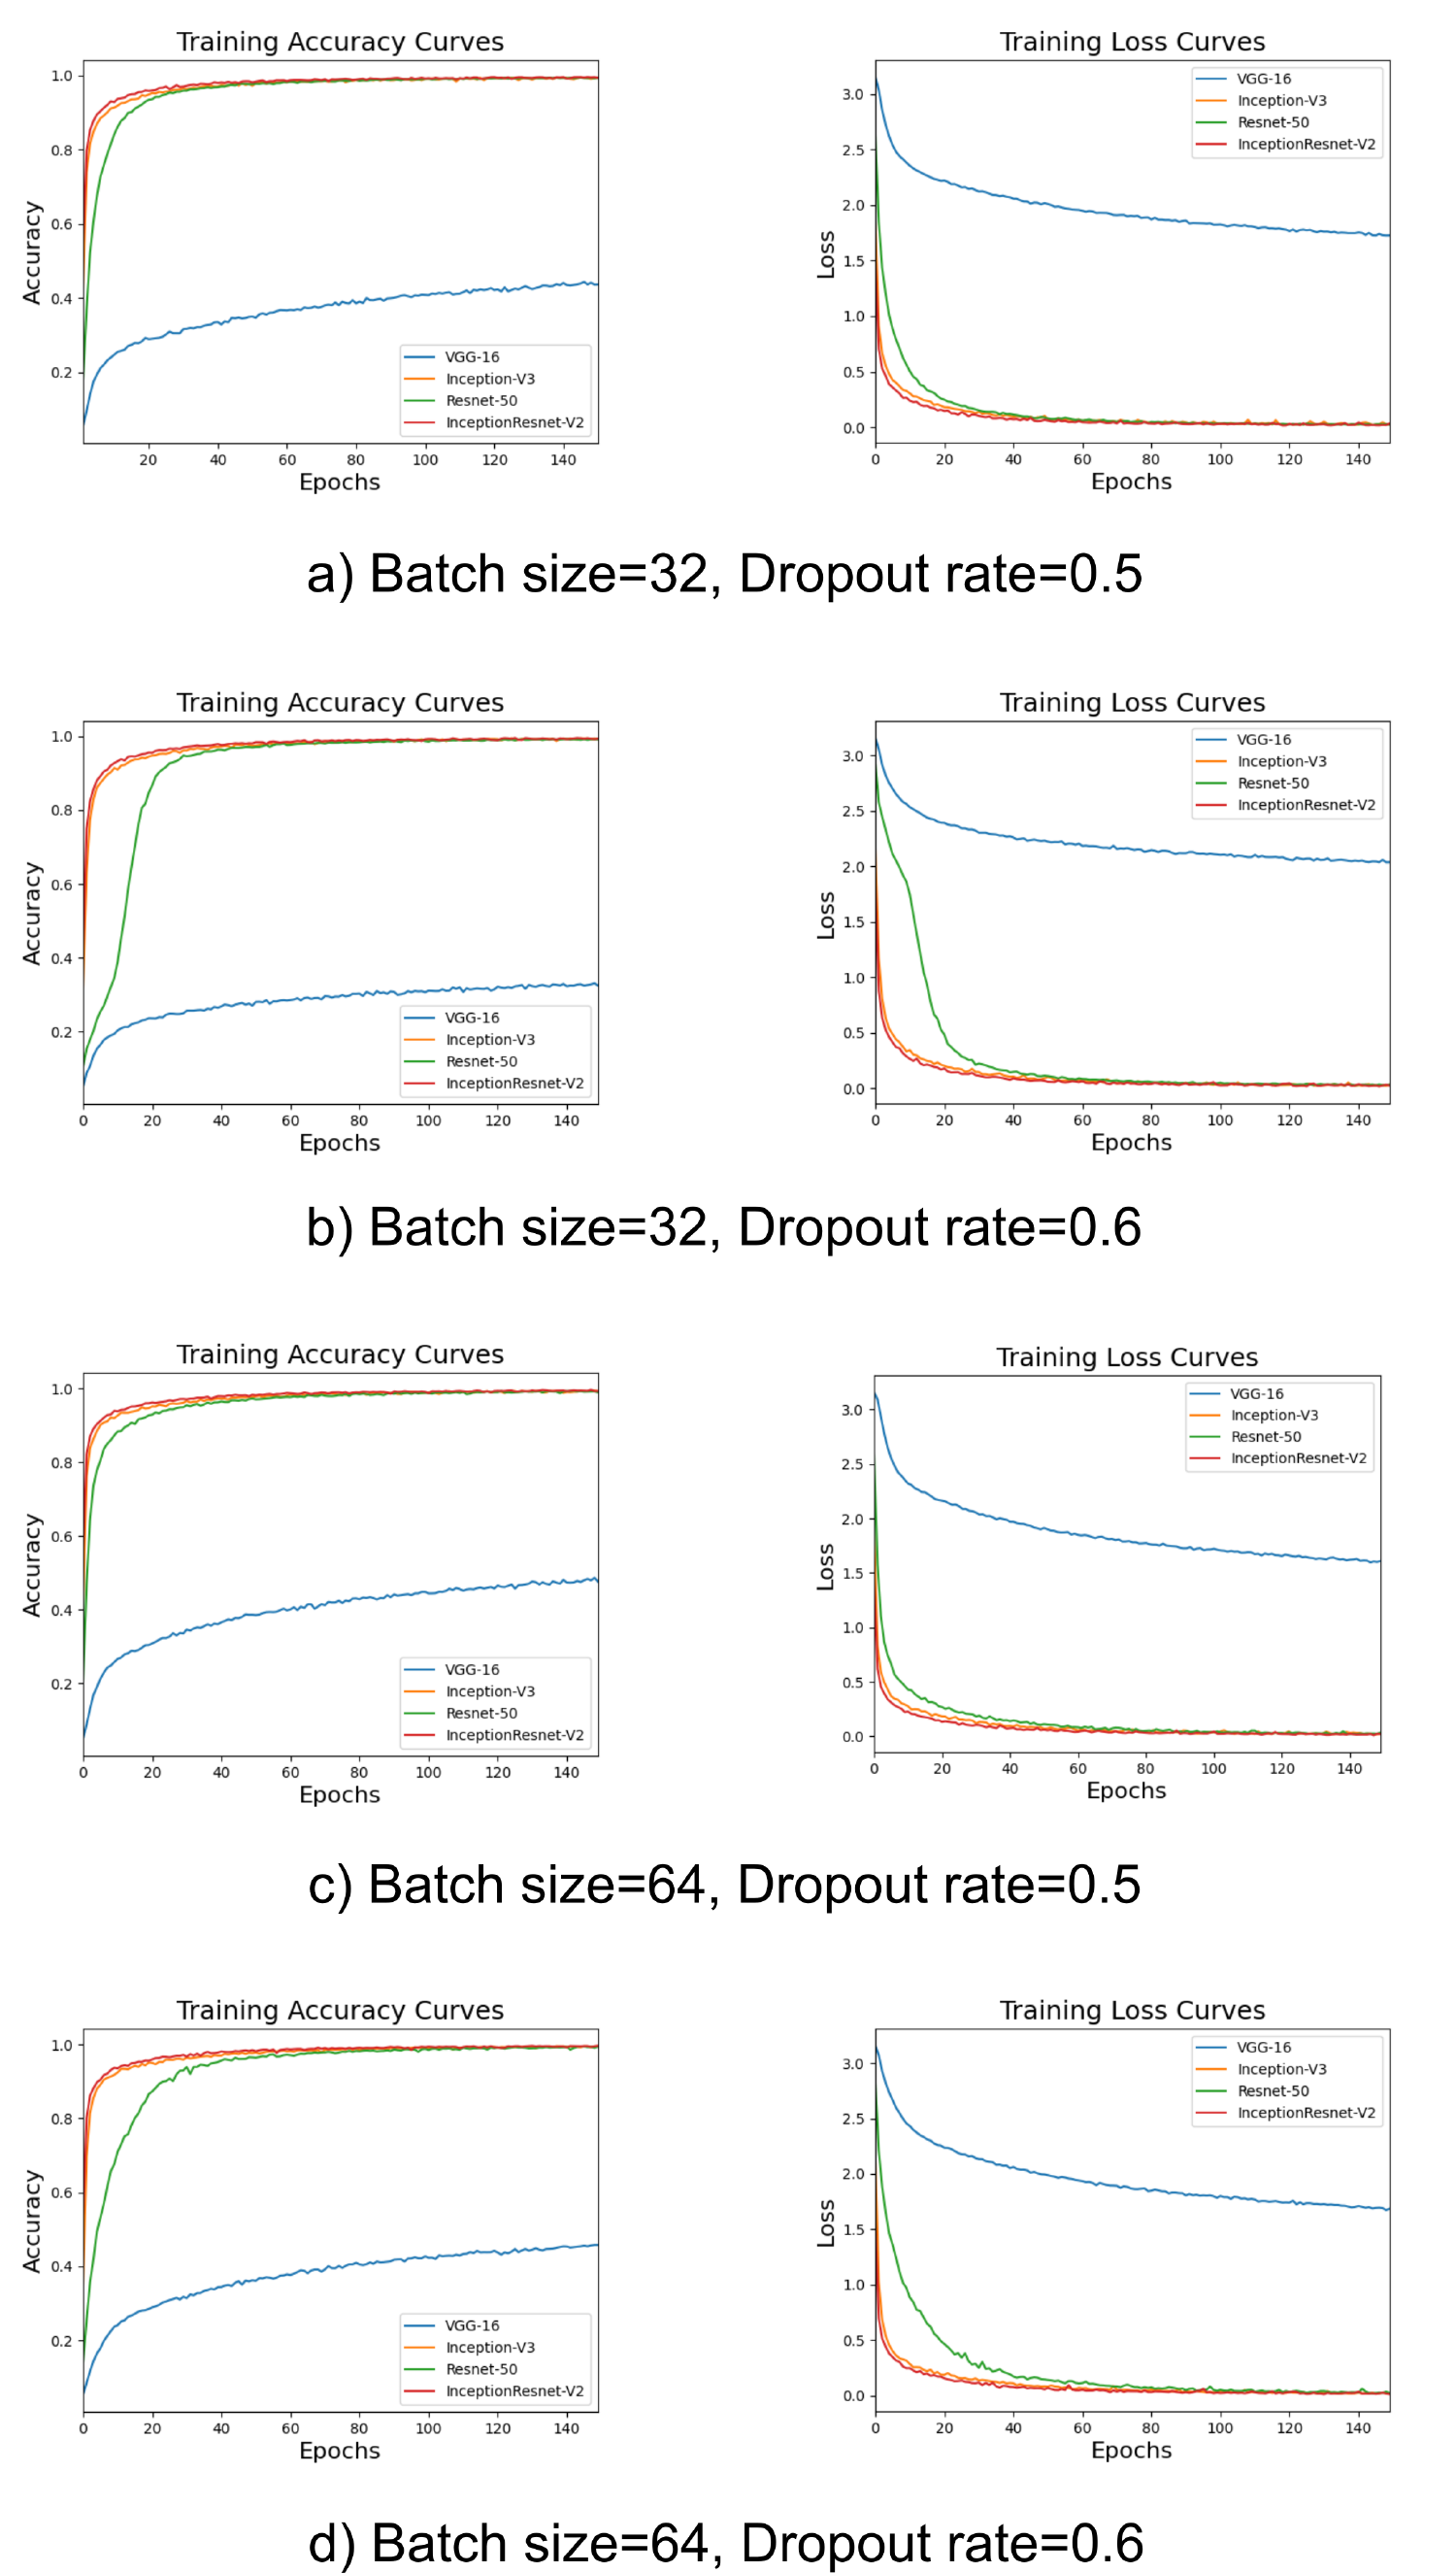 Training Accuracy Curves
Training Loss Curves
1.0
0.8
0.6
0.4
0.2
Accuracy
20 40 60 80 100 120 140
Epochs
VGG-16
Inception-V3
Resnet-50
InceptionResnet-V2
3.0
2.5
2.0
1.5
1.0
0.5
0.0
Loss
0 20 40 60 80 100 120 140
Epochs
VGG-16
Inception-V3
Resnet-50
InceptionResnet-V2
a) Batch size=32, Dropout rate=0.5
Training Accuracy Curves
Training Loss Curves
1.0
0.8
0.6
0.4
0.2
Accuracy
0 20 40 60 80 100 120 140
Epochs
VGG-16
Inception-V3
Resnet-50
InceptionResnet-V2
3.0
2.5
2.0
1.5
1.0
0.5
0.0
Loss
0 20 40 60 80 100 120 140
Epochs
VGG-16
Inception-V3
Resnet-50
InceptionResnet-V2
b) Batch size=32, Dropout rate=0.6
Training Accuracy Curves
Training Loss Curves
1.0
0.8
0.6
0.4
0.2
Accuracy
0 20 40 60 80 100 120 140
Epochs
VGG-16
Inception-V3
Resnet-50
InceptionResnet-V2
3.0
2.5
2.0
1.5
1.0
0.5
0.0
Loss
0 20 40 60 80 100 120 140
Epochs
VGG-16
Inception-V3
Resnet-50
InceptionResnet-V2
c) Batch size=64, Dropout rate=0.5
Training Accuracy Curves
Training Loss Curves
1.0
0.8
0.6
0.4
0.2
Accuracy
0 20 40 60 80 100 120 140
Epochs
VGG-16
Inception-V3
Resnet-50
InceptionResnet-V2
3.0
2.5
2.0
1.5
1.0
0.5
0.0
Loss
0 20 40 60 80 100 120 140
Epochs
VGG-16
Inception-V3
Resnet-50
InceptionResnet-V2
d) Batch size=64, Dropout rate=0.6